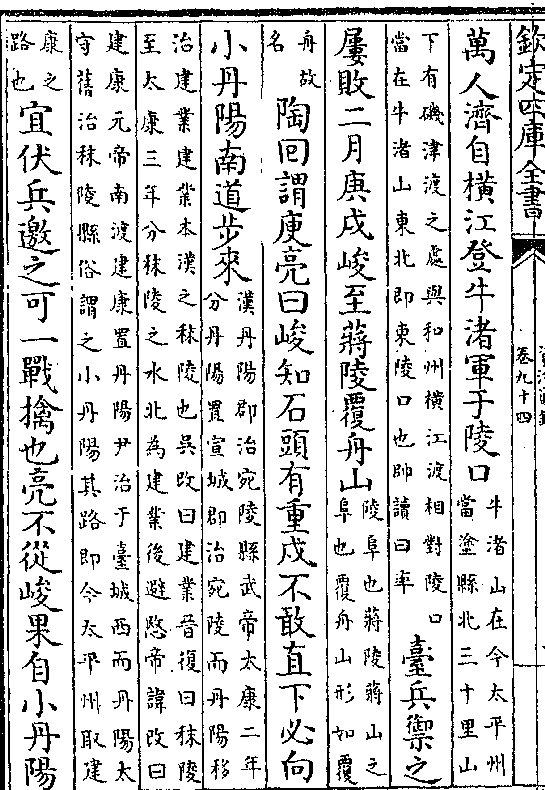 欽定四庫全書
卷九十四
萬人濟自橫江登牛渚軍于陵口
牛渚山在今太平州
當塗縣北三十里山
下有磯津渡之處與和州橫江渡相對陵口
當在牛渚山東北即東陵口也帥讀曰率
臺兵禦之
屢敗二月庚戌峻至蔣陵覆舟山
陵阜也蔣陵蔣山之
阜也覆舟山形如覆
舟故
名
陶回謂庾亮曰峻知石頭有重戍不敢直下必向
小丹陽南道步來
漢丹陽郡治宛陵縣武帝太康二年
分丹陽置宣城郡治宛陵而丹陽移
治建業建業本漢之秣陵也吳改曰建業晉復曰秣陵
至太康三年分秣陵之水北為建業後避愍帝諱改曰
建康元帝南渡建康置丹陽尹治于臺城西而丹陽太
守舊治秣陵縣俗謂之小丹陽其路即今太平州取建
康之
路也
宜伏兵邀之可一戰擒也亮不從峻果自小丹陽